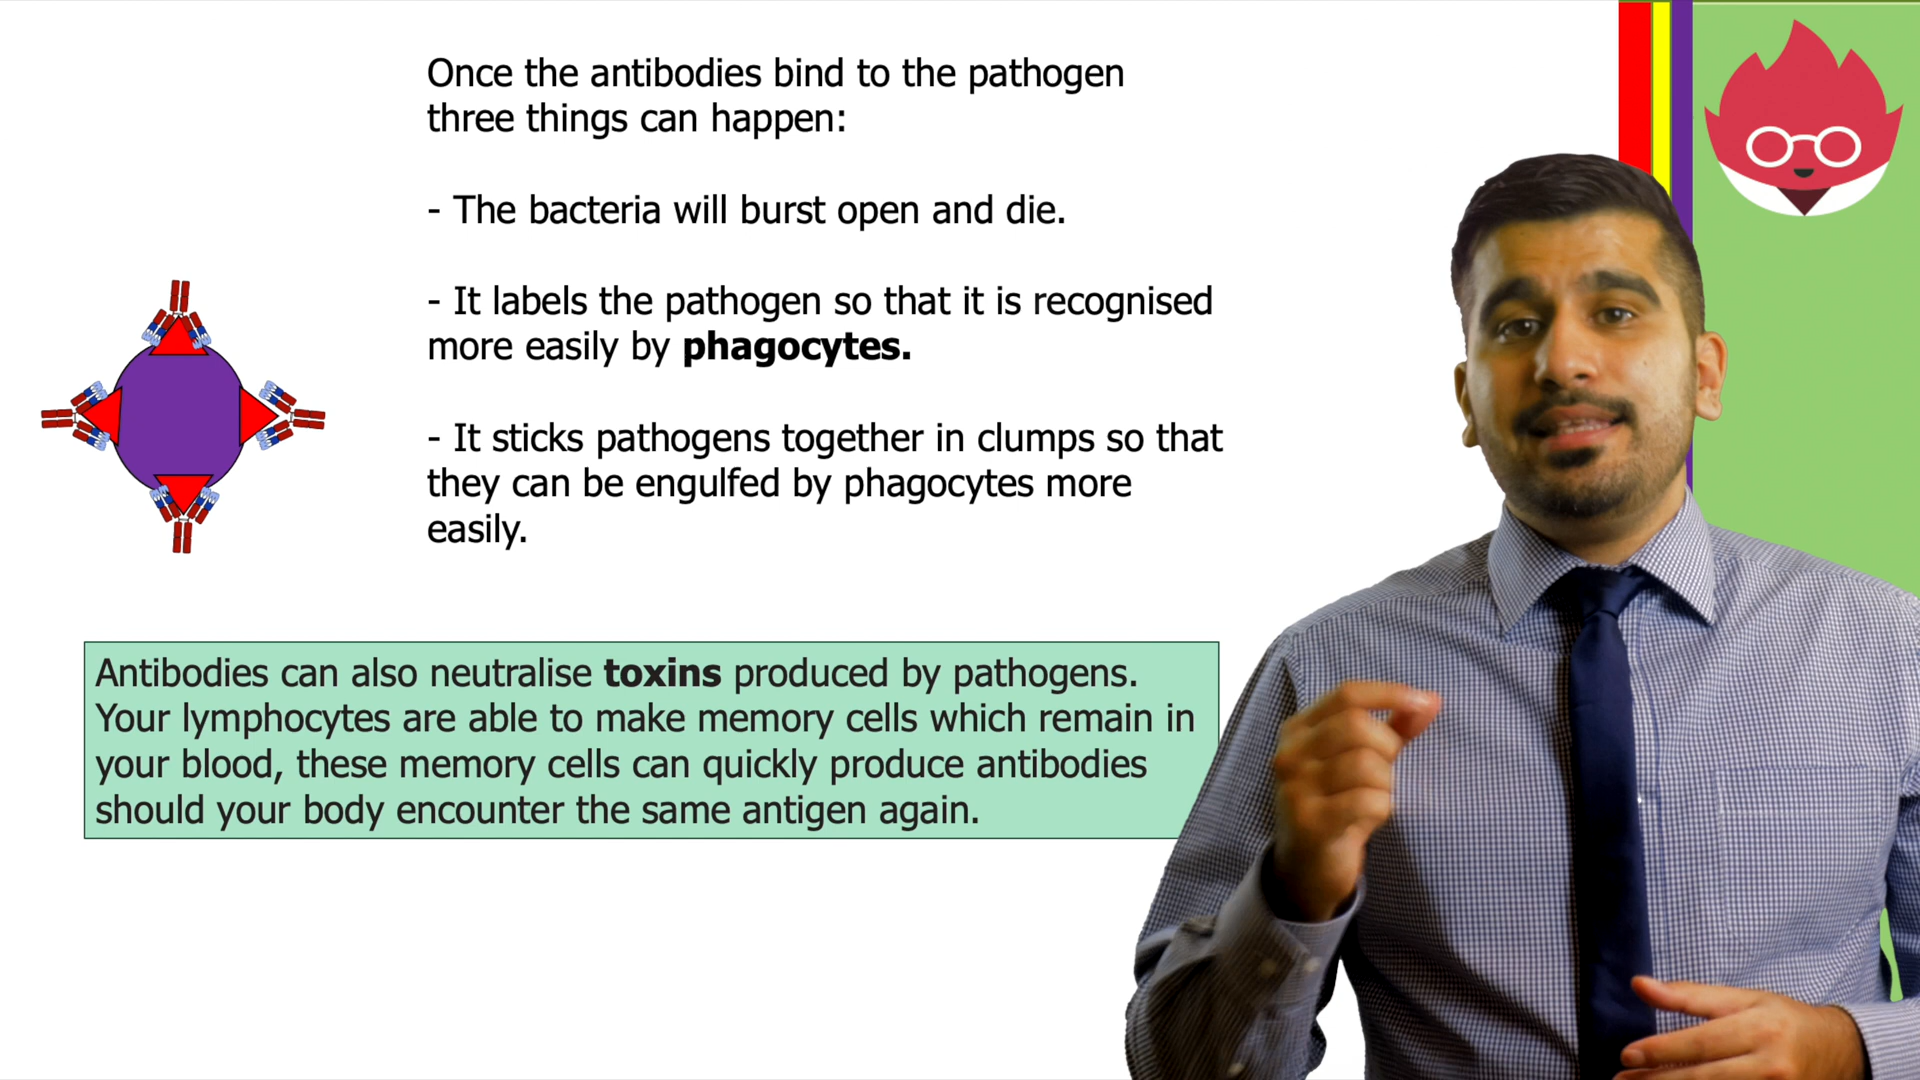 Once the antibodies bind to the pathogen
three things can happen:
- The bacteria will burst open and die.
- It labels the pathogen so that it is recognised
more easily by phagocytes.
- It sticks pathogens together in clumps so that
they can be engulfed by phagocytes more
easily.
Antibodies can also neutralise toxins produced by pathogens.
Your lymphocytes are able to make memory cells which remain in
your blood, these memory cells can quickly produce antibodies
should your body encounter the same antigen again.